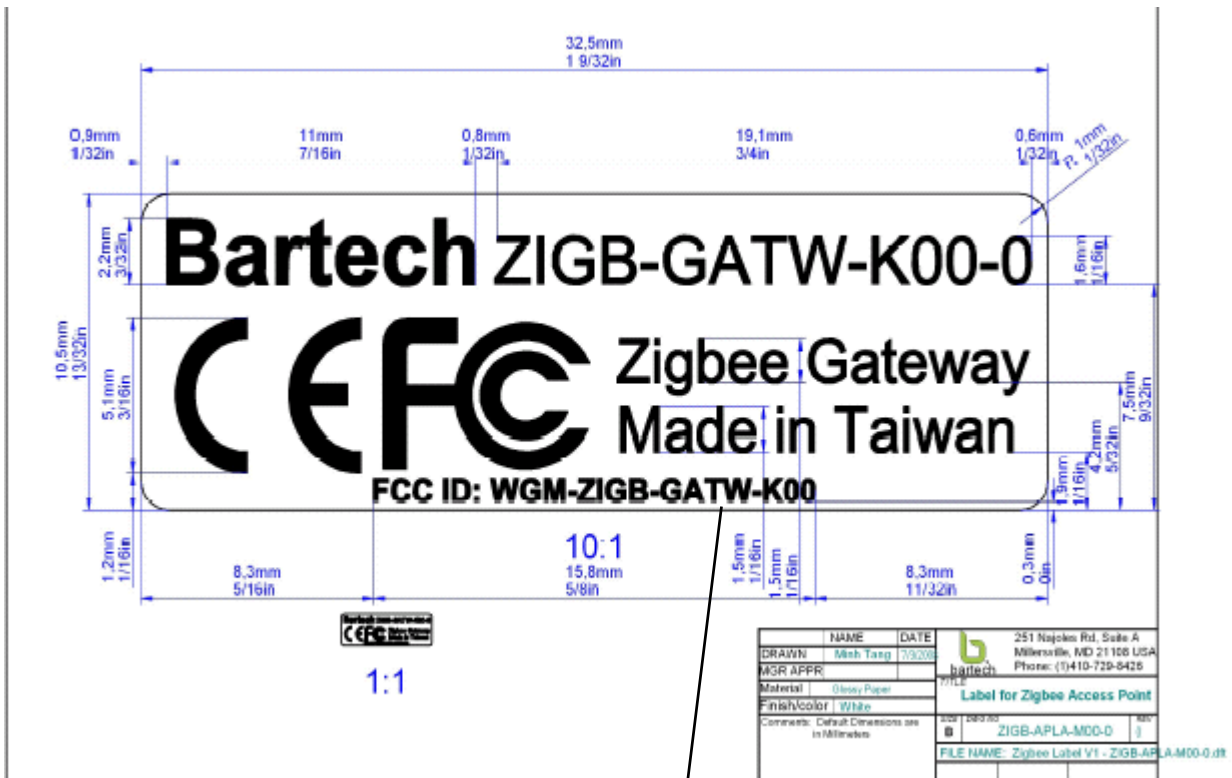 32,5mm
1 9/32in
0,9mm
1/32in
11mm
7/16in
0,8mm
1/32in
19,1mm
3/4in
0,6mm
1/32in
R. 1mm
1/32in
2,2mm
3/32in
Bartech ZIGB-GATW-K00-0
1,6mm
1/16in
10,5mm
13/32in
5,1mm
3/16in
CE FC
Zigbee Gateway
Made in Taiwan
7,5mm
9/32in
4,2mm
5/32in
1,9mm
1/16in
FCC ID: WGM-ZIGB-GATW-K00
1,2mm
1/16in
10:1
8,3mm
5/16in
15,8mm
5/8in
1,5mm
1/16in
1,5mm
1/16in
8,3mm
11/32in
0,3mm
0in
1:1
NAME DATE
DRAWN Minh Tang
MGR APPR
Material Glossy Paper
Finish/color White
Comments: Default Dimensions are
in Millimeters
bartech
251 Najoles Rd, Suite A
Millersville, MD 21108 USA
Phone: (1)410-729-8426
TITLE
Label for Zigbee Access Point
SIZE DWG NO REV
B ZIGB-APLA-M00-0
FILE NAME: Zigbee Label V1 - ZIGB-APLA-M00-0.dft